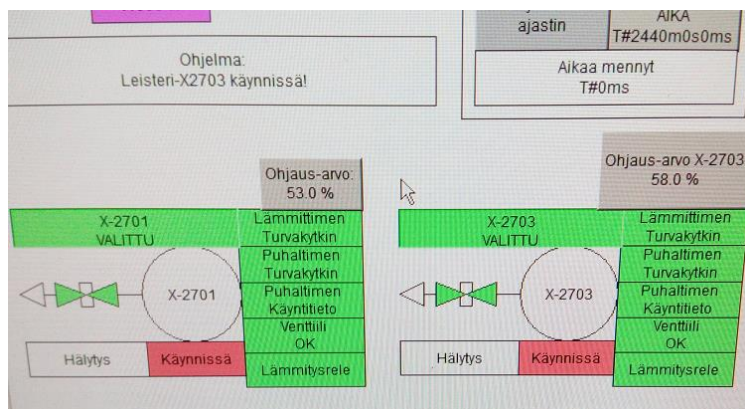 ajastin
AIKA
T#2440m0s0ms
Ohjelma:
Leisteri-X2703 käynnissä!
Aikaa mennyt
T#0ms
Ohjaus-arvo:
53.0 %
X-2701
VALITTU
Lämmittimen
Turvakytkin
Puhaltimen
Turvakytkin
X-2701
Puhaltimen
Käyntitieto
Venttiili
OK
Hälytys
Käynnissä
Lämmitysrele
Ohjaus-arvo X-2703
58.0 %
X-2703
VALITTU
Lämmittimen
Turvakytkin
Puhaltimen
Turvakytkin
X-2703
Puhaltimen
Käyntitieto
Venttiili
OK
Hälytys
Käynnissä
Lämmitysrele